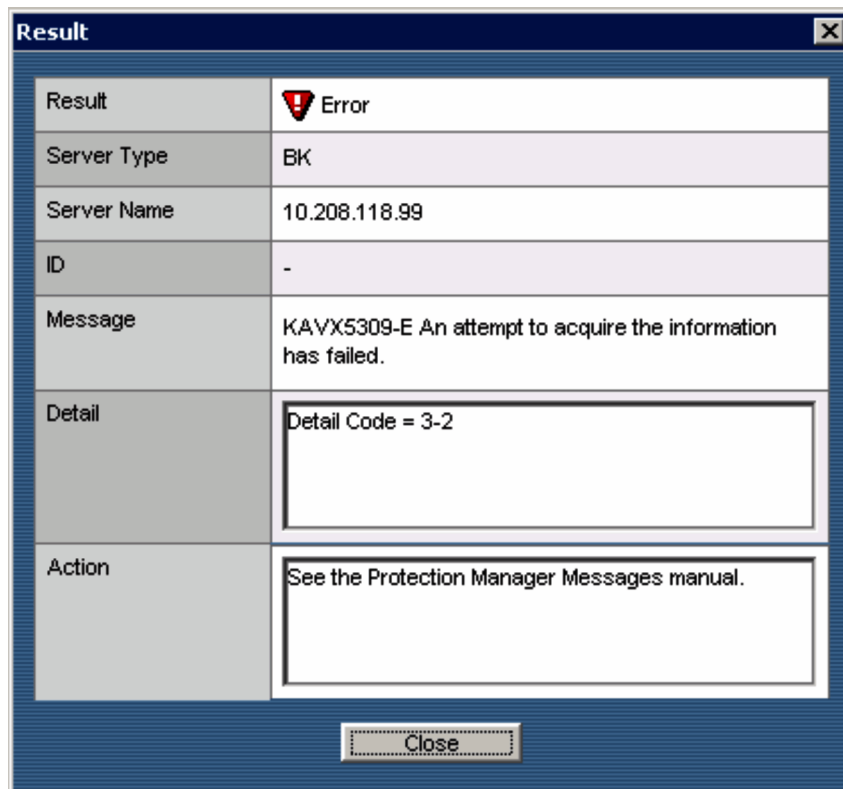 Result
Result
Error
Server Type
BK
Server Name
10.208.118.99
ID
-
Message
KAVX5309-E An attempt to acquire the information
has failed.
Detail
Detail Code = 3-2
Action
See the Protection Manager Messages manual.
Close